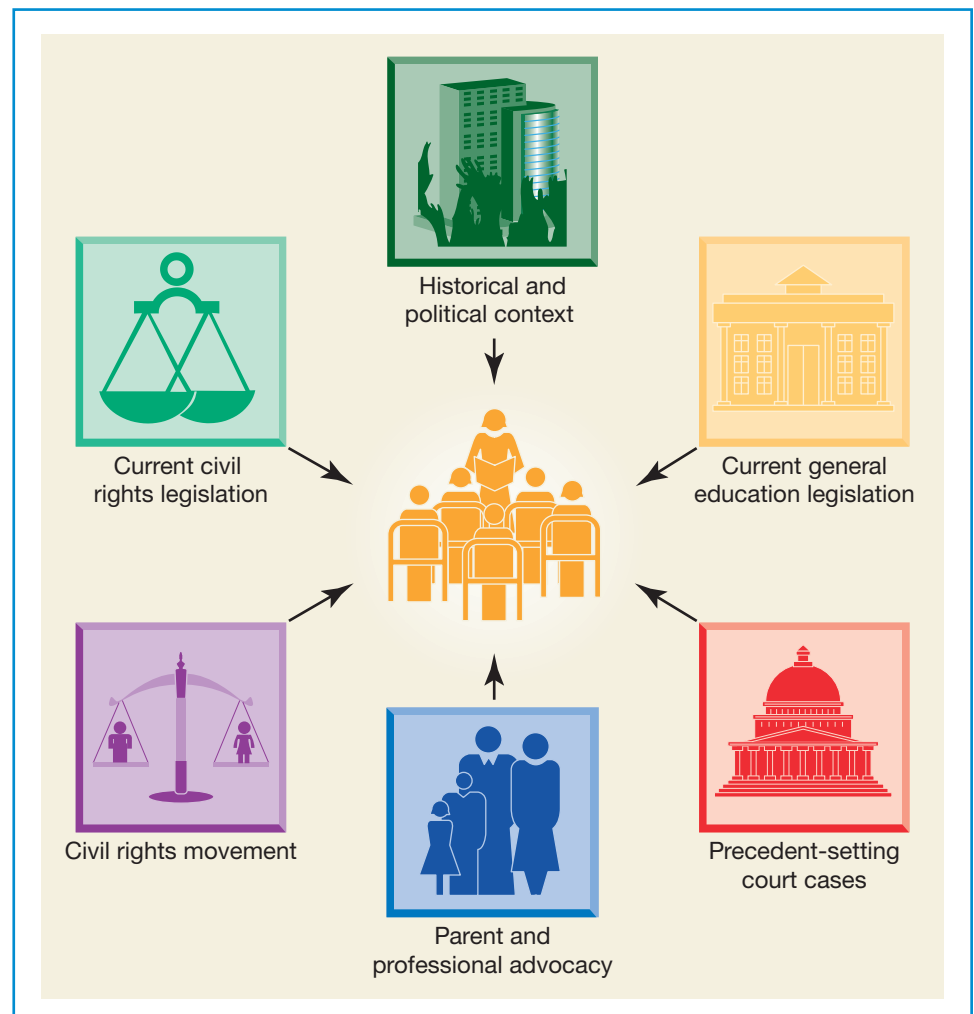 Historical and
political context
Current civil
rights legislation
Current general
education legislation
Civil rights movement
Precedent-setting
court cases
Parent and
professional advocacy